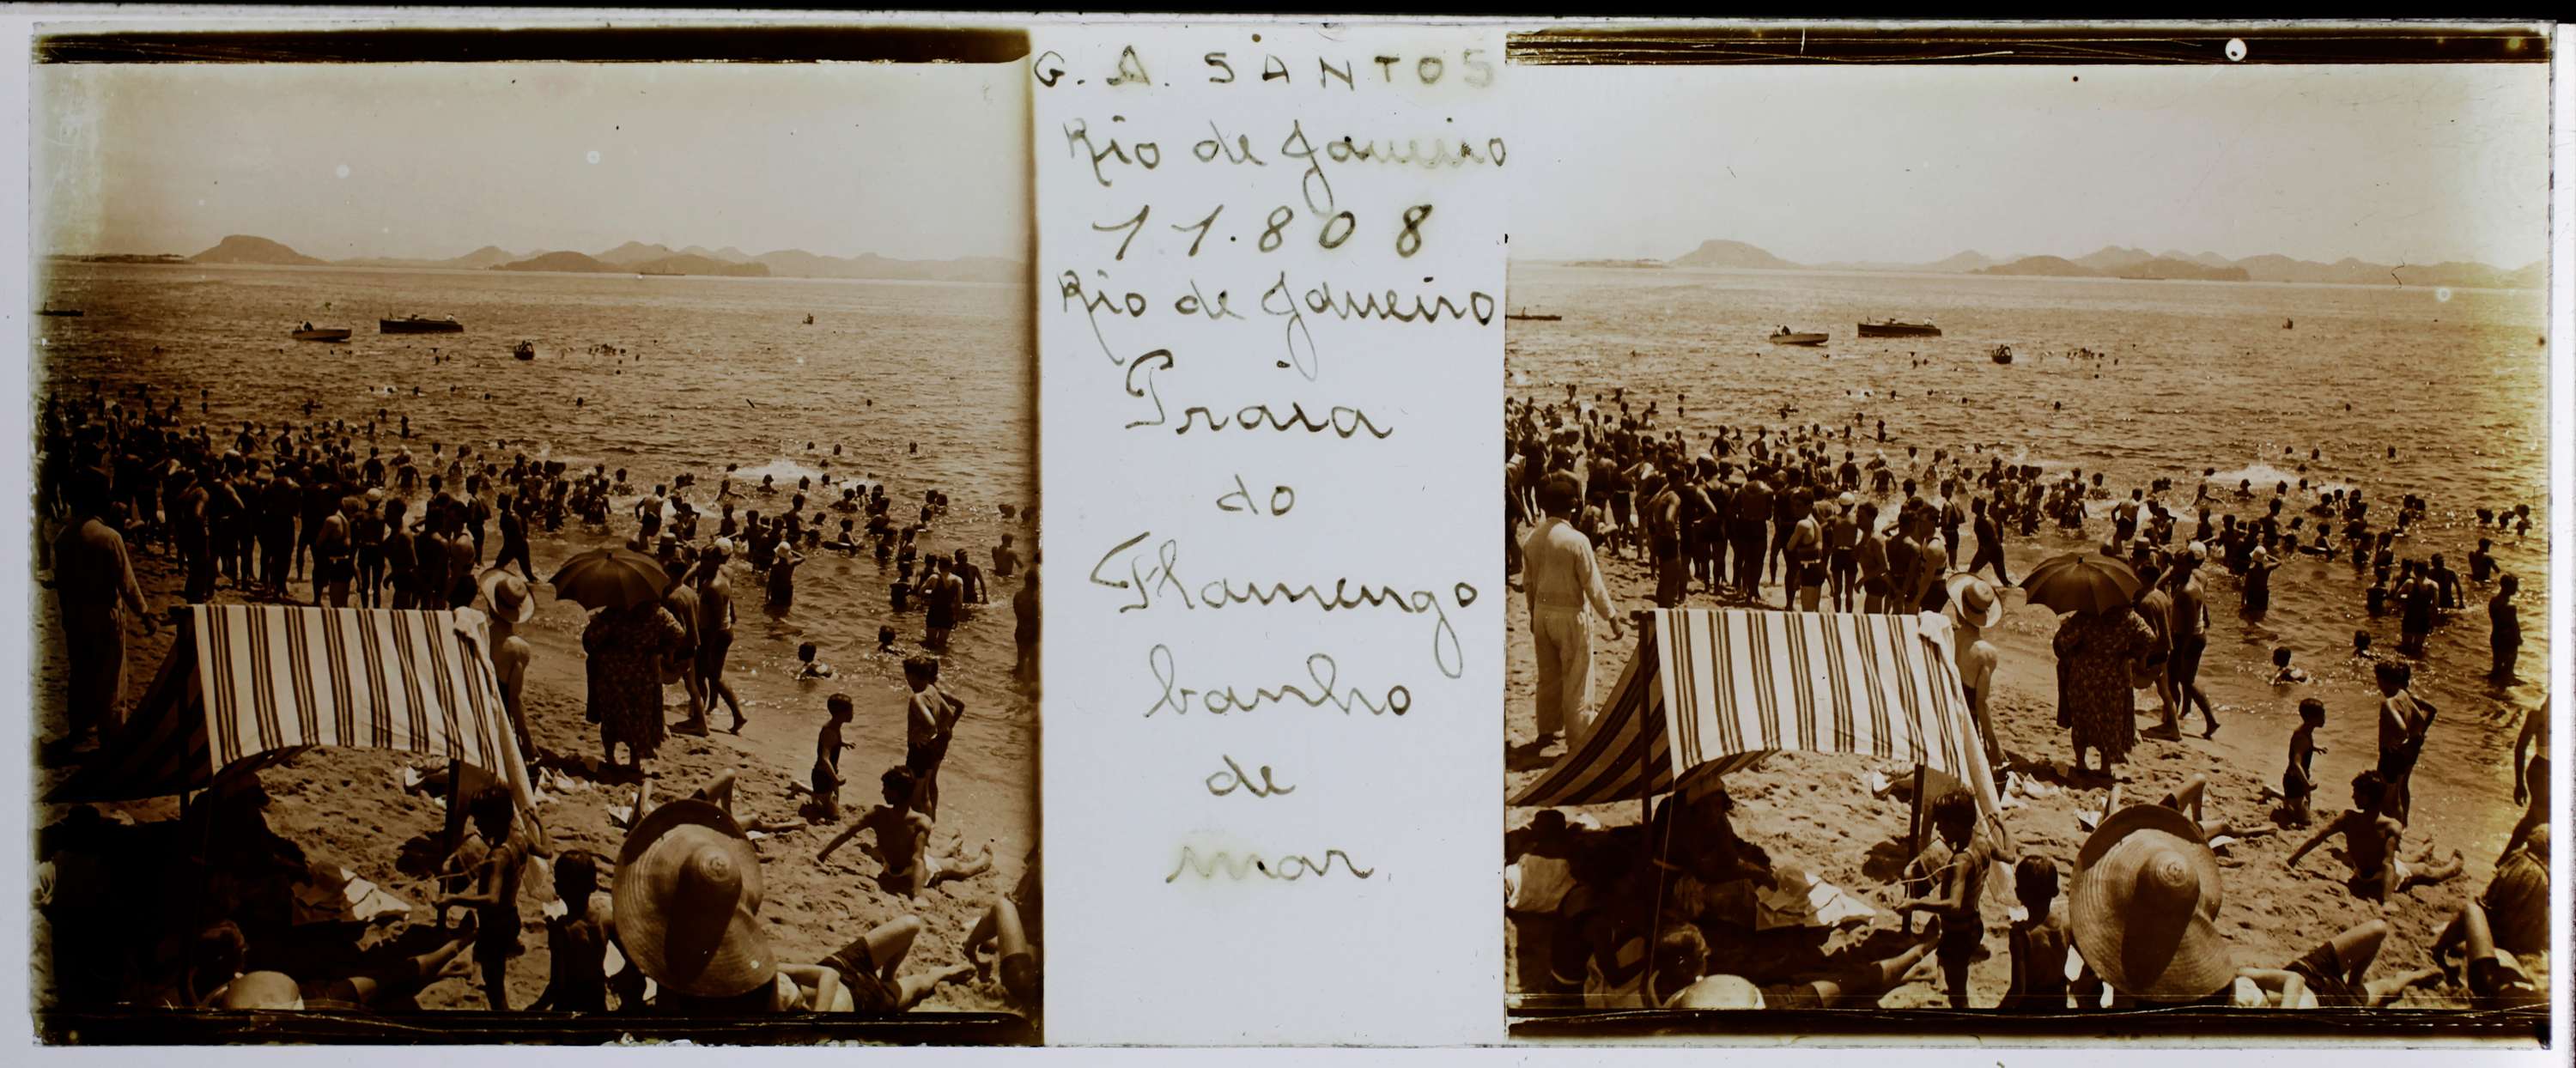 G. A. SANTOS
Rio de Janeiro
11.808
Rio de Janeiro
Praia
do
Flamengo
banho
de
mar